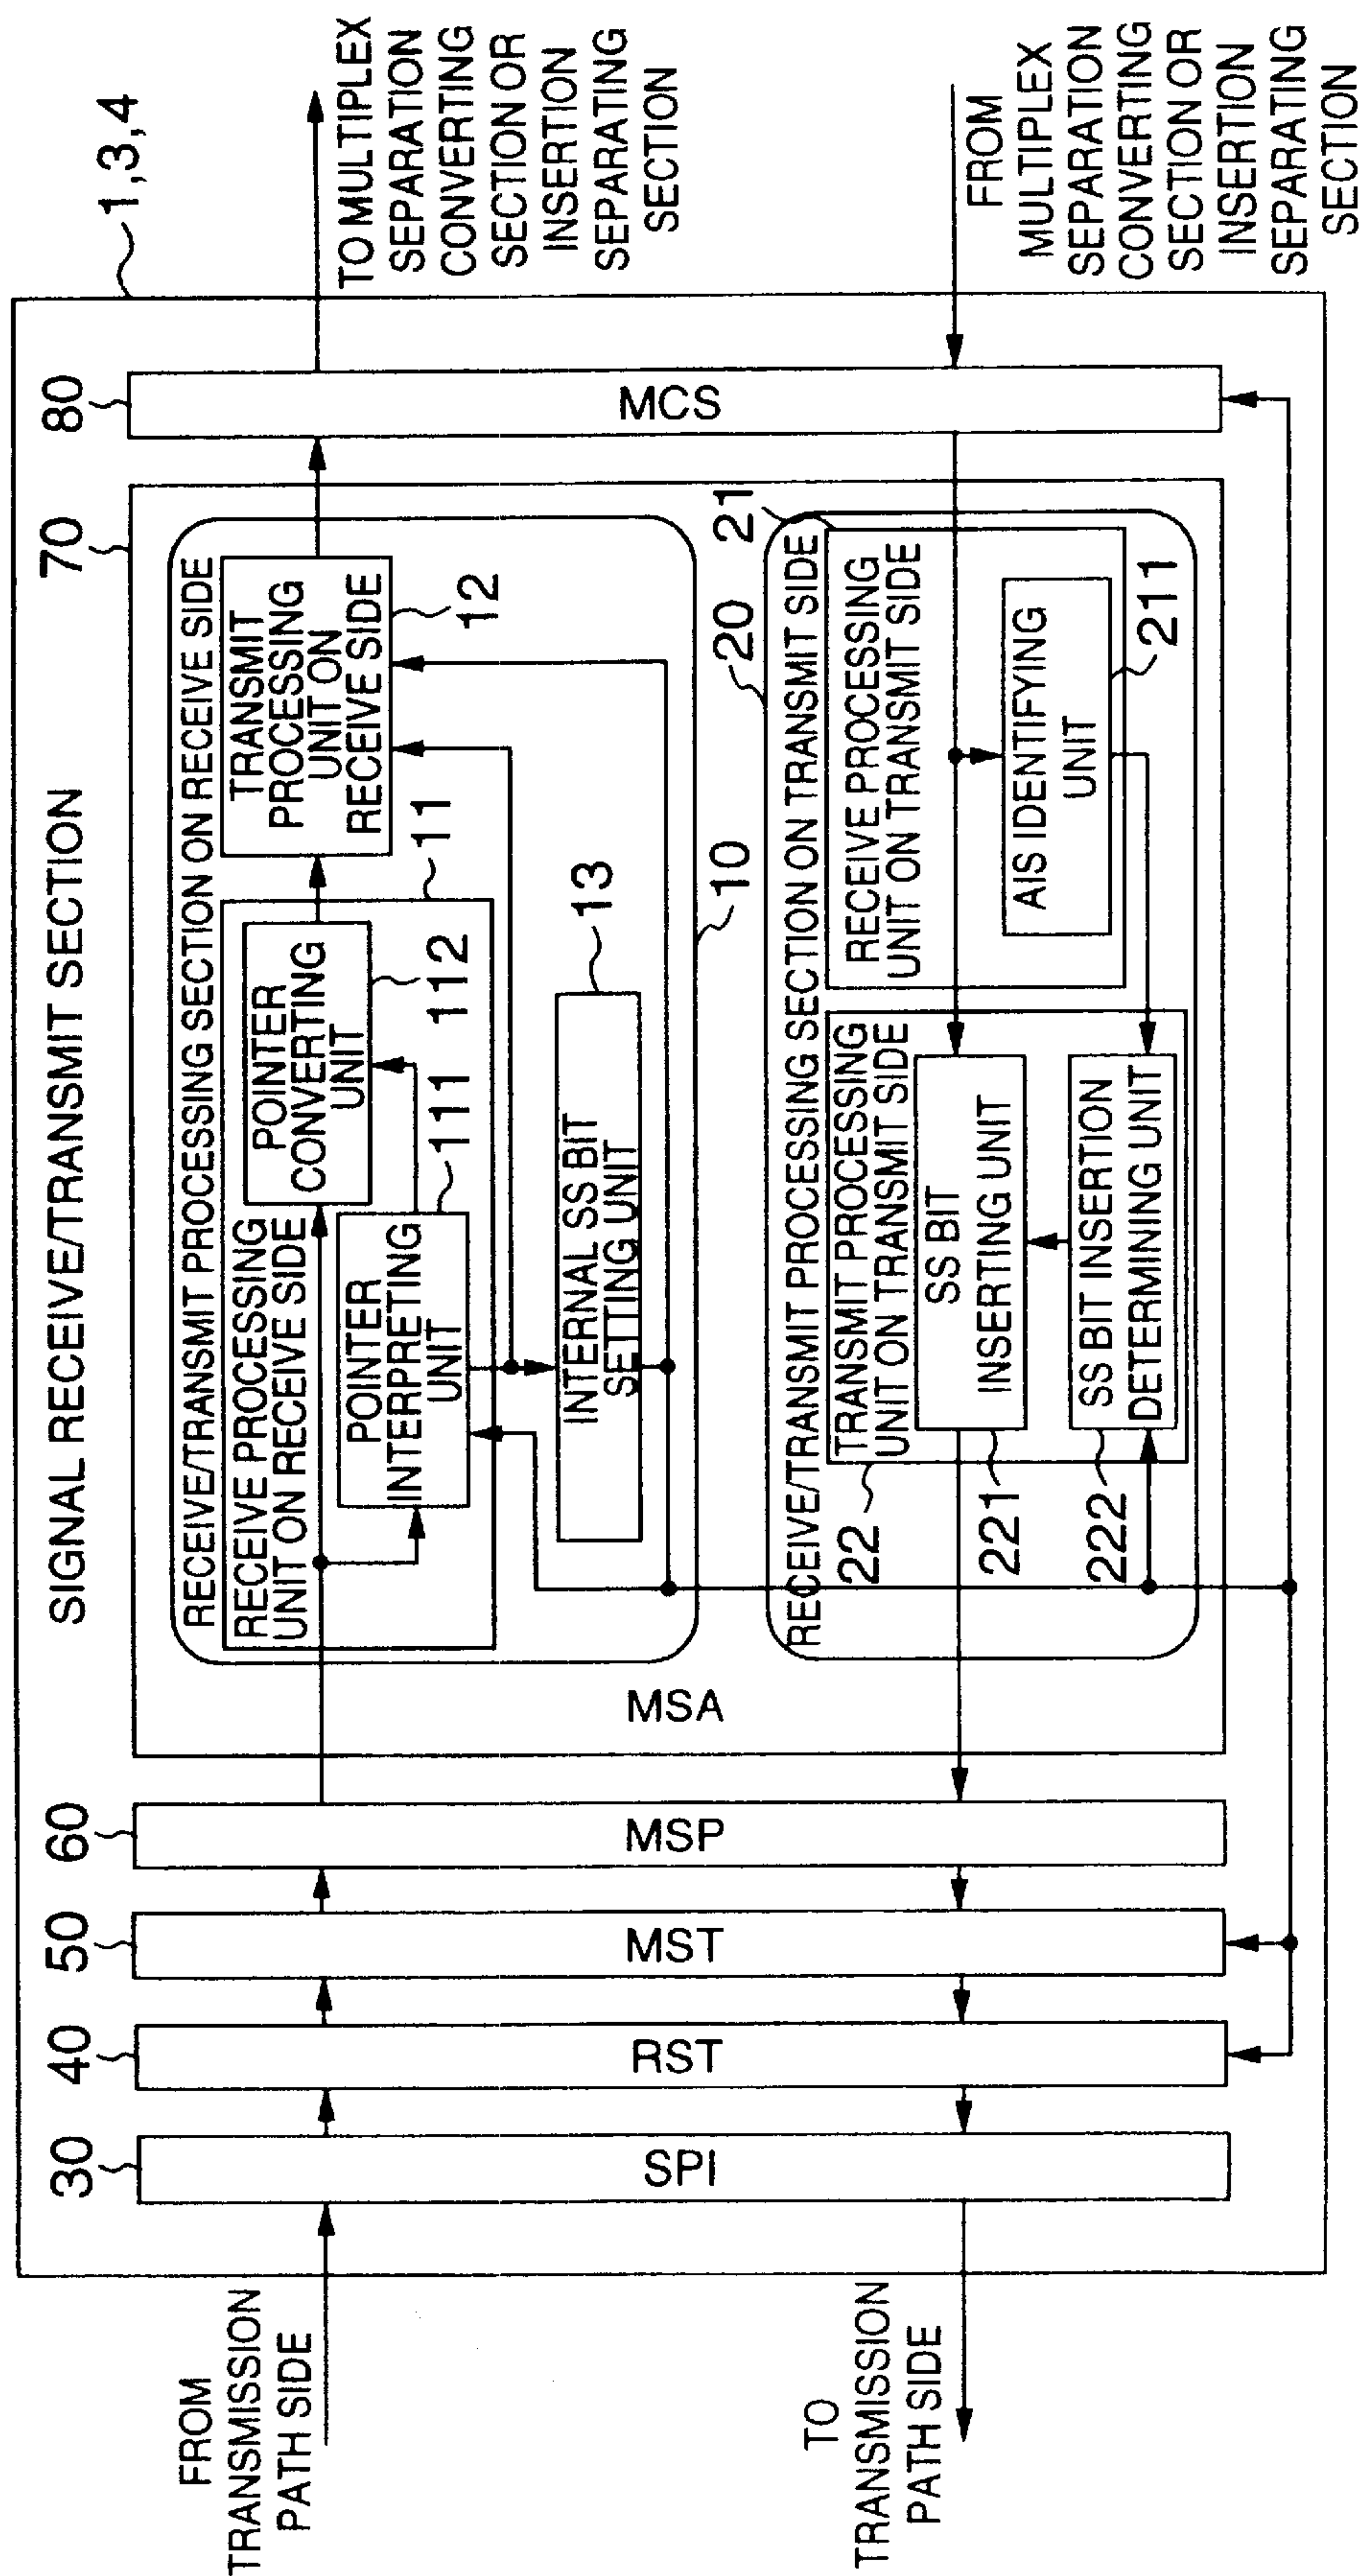 SIGNAL RECEIVE/TRANSMIT SECTION
1,3,4
30
40
50
60
70
80
FROM
TRANSMISSION
PATH SIDE
TO
TRANSMISSION
PATH SIDE
SPI
RST
MST
MSP
MSA
MCS
RECEIVE/TRANSMIT PROCESSING SECTION ON RECEIVE SIDE
RECEIVE PROCESSING
UNIT ON RECEIVE SIDE
POINTER
INTERPRETING
UNIT
111
POINTER
CONVERTING
UNIT
112
11
TRANSMIT
PROCESSING
UNIT ON
RECEIVE SIDE
12
INTERNAL SS BIT
SETTING UNIT
13
10
20
RECEIVE/TRANSMIT PROCESSING SECTION ON TRANSMIT SIDE
TRANSMIT PROCESSING
UNIT ON TRANSMIT SIDE
22
SS BIT
INSERTING UNIT
221
SS BIT INSERTION
DETERMINING UNIT
222
21
RECEIVE PROCESSING
UNIT ON TRANSMIT SIDE
AIS IDENTIFYING
UNIT
211
TO MULTIPLEX
SEPARATION
CONVERTING
SECTION OR
INSERTION
SEPARATING
SECTION
FROM
MULTIPLEX
SEPARATION
CONVERTING
SECTION OR
INSERTION
SEPARATING
SECTION